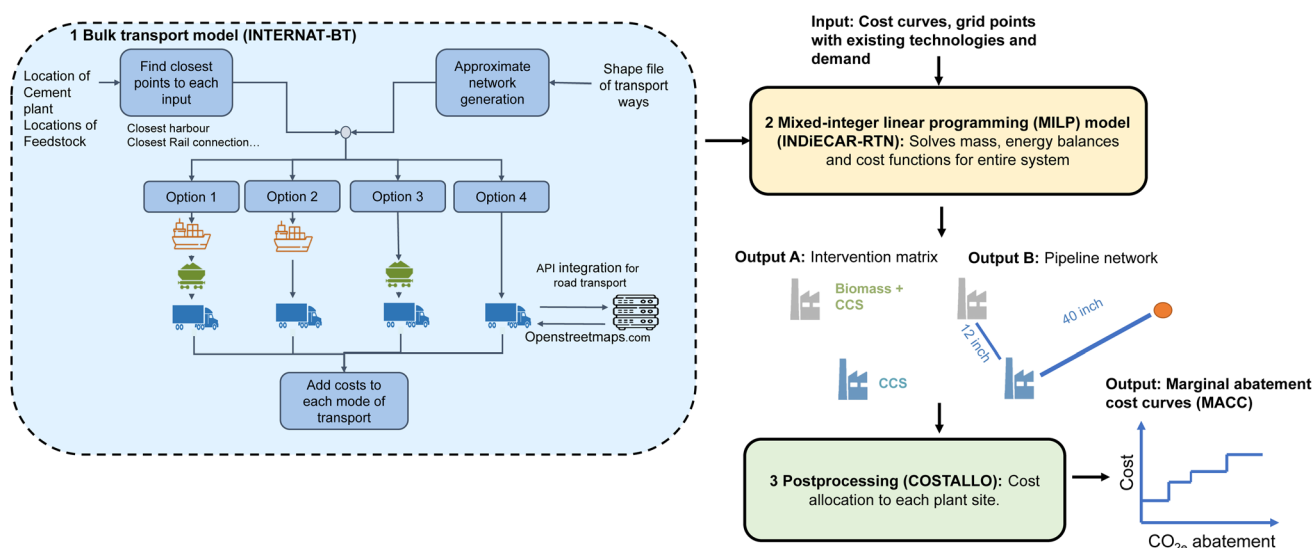 1 Bulk transport model (INTERNAT-BT)
Location of
Cement
plant
Locations of
Feedstock
Find closest
points to each
input
Closest harbour
Closest Rail connection…
Approximate
network
generation
Shape file
of transport
ways
Option 1
Option 2
Option 3
Option 4
API integration for
road transport
Openstreetmaps.com
Add costs to
each mode of
transport
Input: Cost curves, grid points
with existing technologies and
demand
2 Mixed-integer linear programming (MILP) model
(INDiECAR-RTN): Solves mass, energy balances
and cost functions for entire system
Output A: Intervention matrix
Biomass +
CCS
CCS
Output B: Pipeline network
12 inch
40 inch
3 Postprocessing (COSTALLO): Cost
allocation to each plant site.
Output: Marginal abatement
cost curves (MACC)
Cost
CO2e abatement